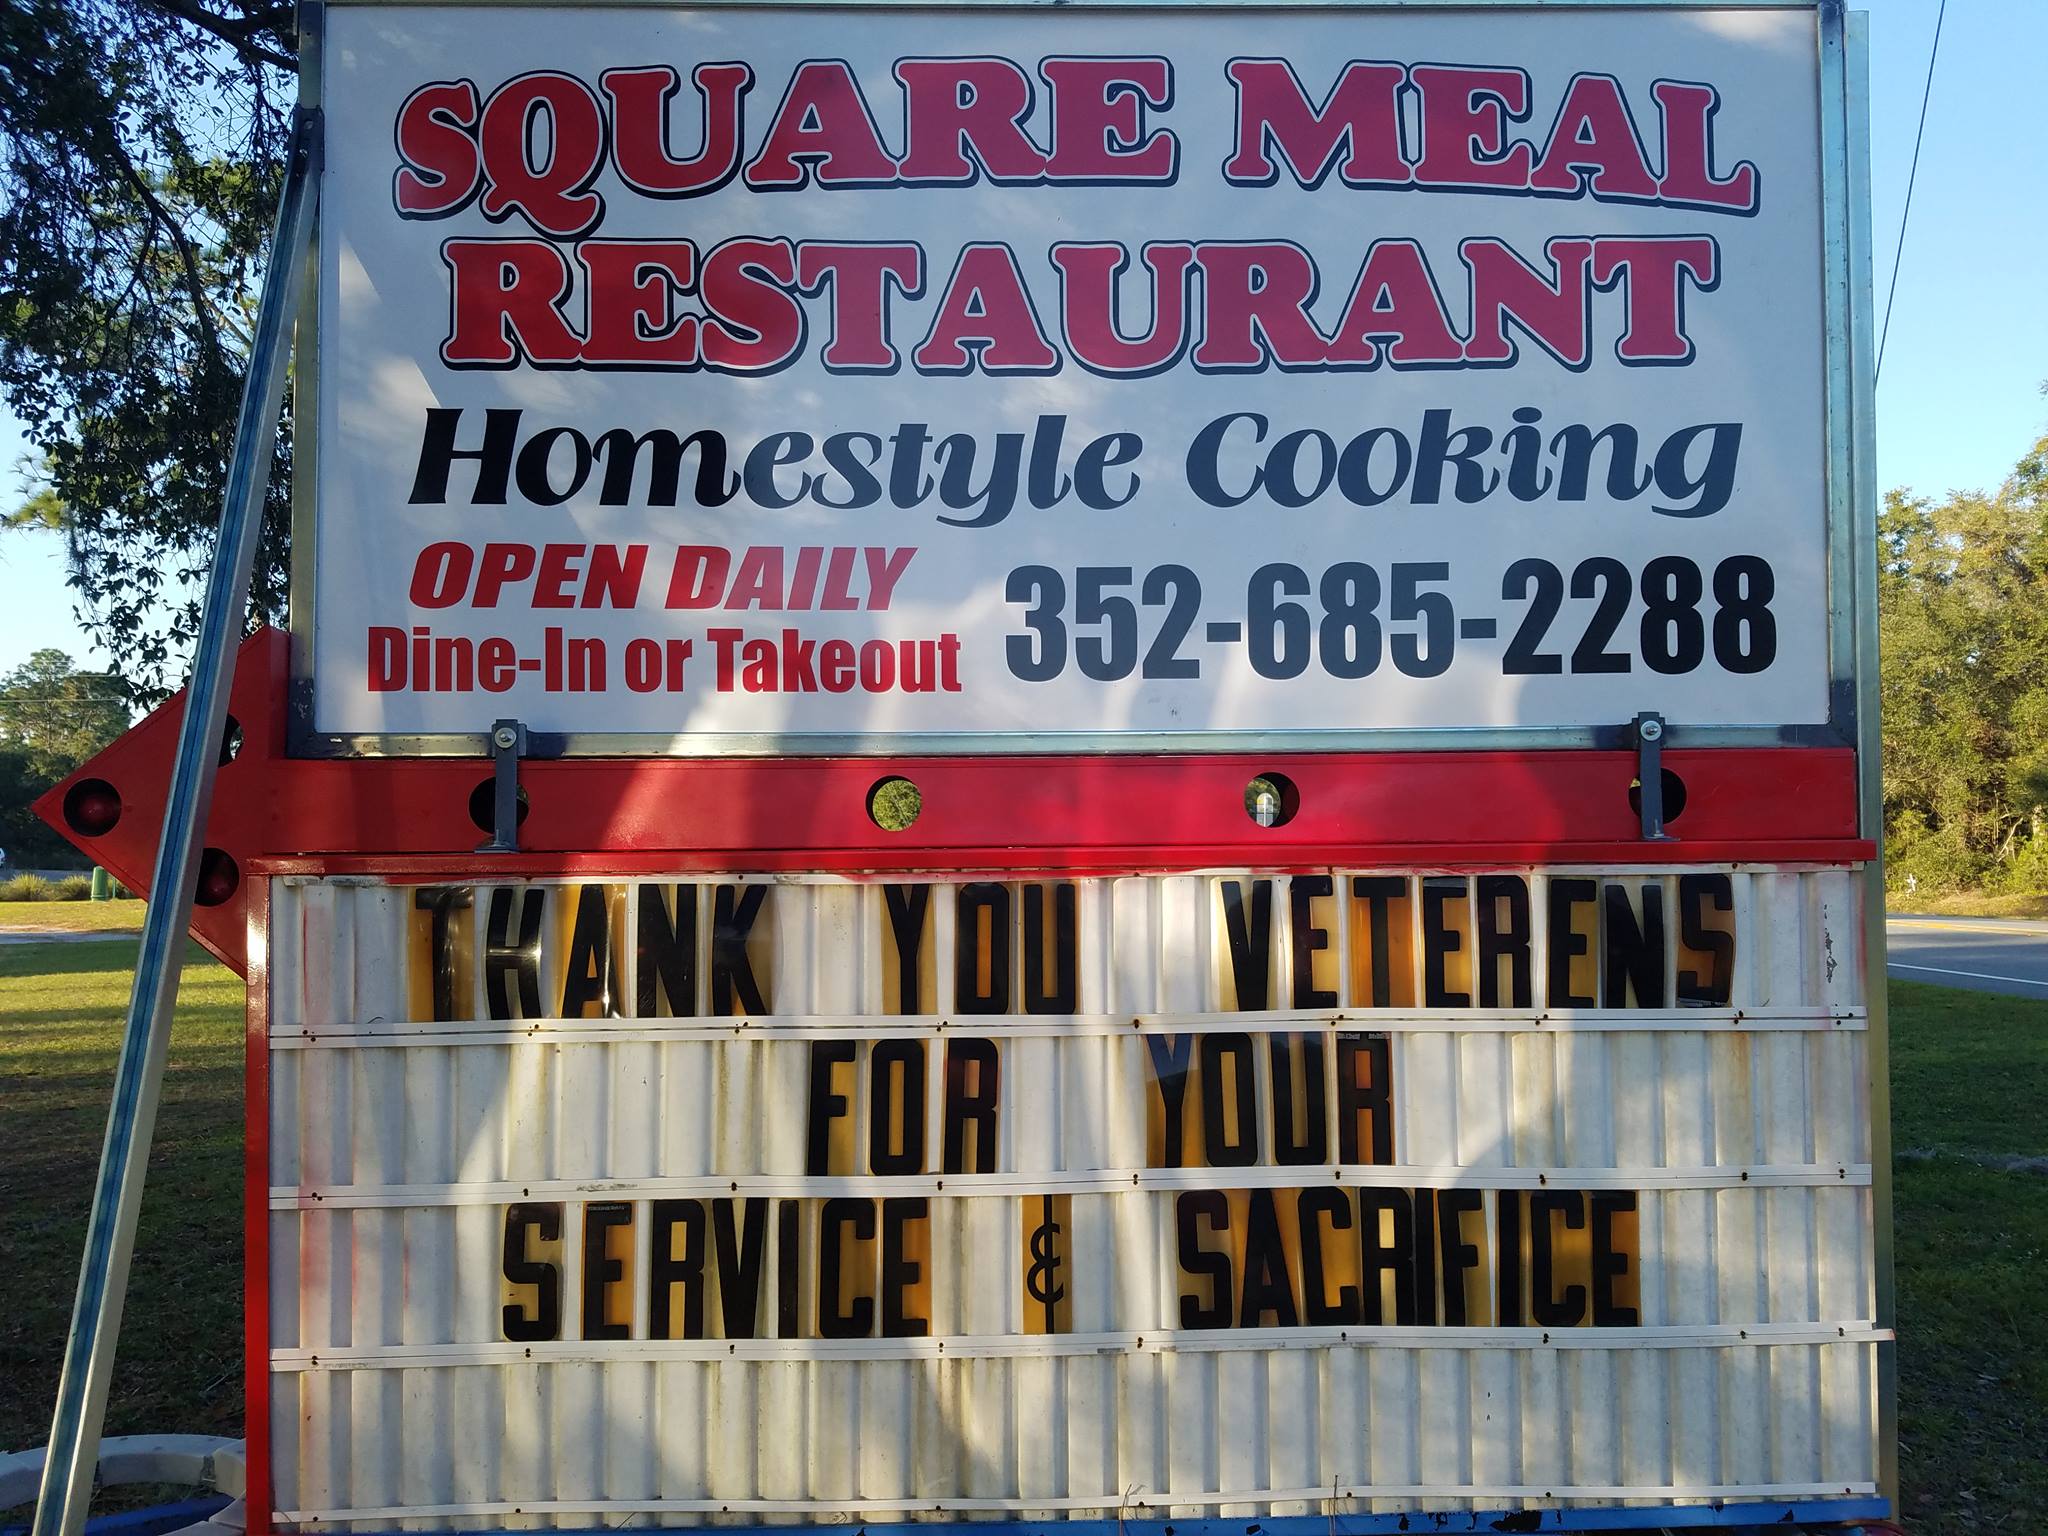 SQUARE MEAL
RESTAURANT
Homestyle Cooking
OPEN DAILY
Dine-In or Takeout
352-685-2288
THANK YOU VETERENS
FOR YOUR
SERVICE & SACRIFICE